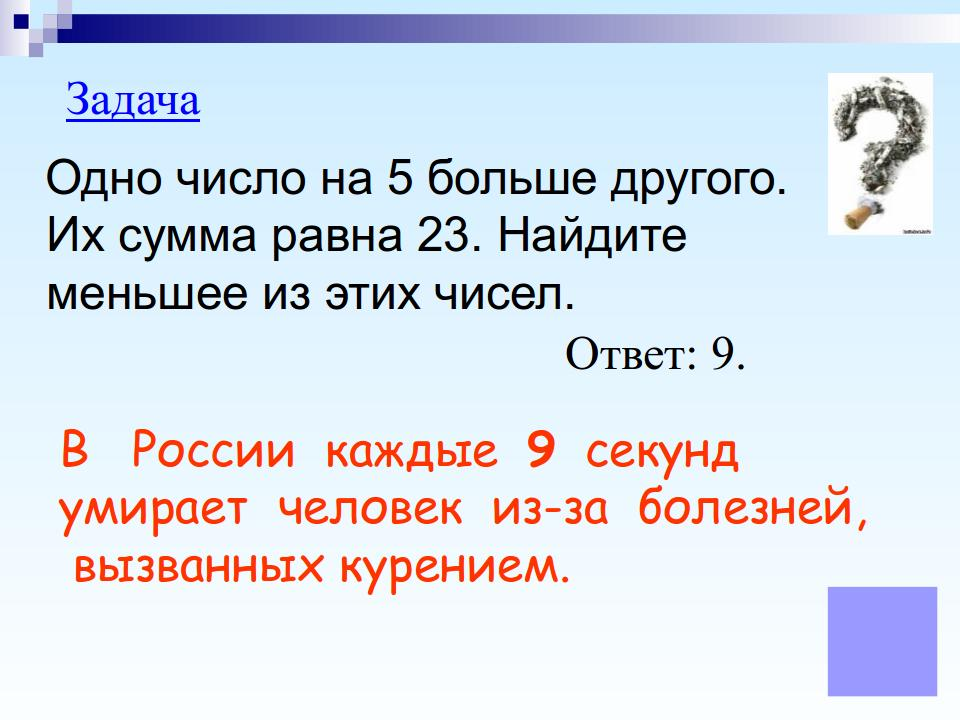 Задача
Одно число на 5 больше другого.
Их сумма равна 23. Найдите
меньшее из этих чисел.
Ответ: 9.
В России каждые 9 секунд
умирает человек из-за болезней,
вызванных курением.